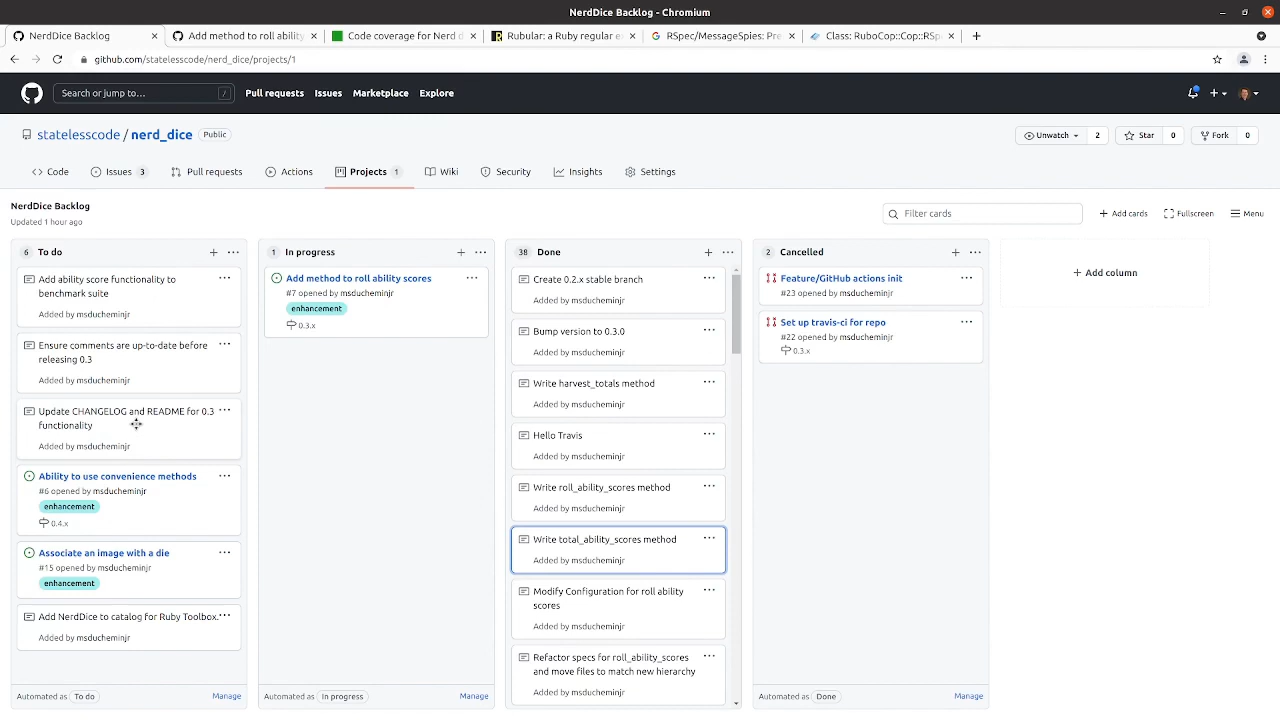 NerdDice Backlog - Chromium
NerdDice Backlog
Add method to roll ability
Code coverage for Nerd d
Rubular: a Ruby regular e
RSpec/MessageSpies: Pre
Class: RuboCop::Cop::RSp
github.com/statelesscode/nerd_dice/projects/1
Search or jump to...
/
Pull requests
Issues
Marketplace
Explore
statelesscode / nerd_dice
Public
Unwatch
2
Star
0
Fork
0
Code
Issues
3
Pull requests
Actions
Projects
1
Wiki
Security
Insights
Settings
NerdDice Backlog
Updated 1 hour ago
Filter cards
Add cards
Fullscreen
Menu
6
To do
Add ability score functionality to
benchmark suite
Added by msducheminjr
Ensure comments are up-to-date before
releasing 0.3
Added by msducheminjr
Update CHANGELOG and README for 0.3
functionality
Added by msducheminjr
Ability to use convenience methods
#6 opened by msducheminjr
enhancement
0.4.x
Associate an image with a die
#15 opened by msducheminjr
enhancement
Add NerdDice to catalog for Ruby Toolbox.
Added by msducheminjr
Automated as
To do
Manage
1
In progress
Add method to roll ability scores
#7 opened by msducheminjr
enhancement
0.3.x
Automated as
In progress
Manage
38
Done
Create 0.2.x stable branch
Added by msducheminjr
Bump version to 0.3.0
Added by msducheminjr
Write harvest_totals method
Added by msducheminjr
Hello Travis
Added by msducheminjr
Write roll_ability_scores method
Added by msducheminjr
Write total_ability_scores method
Added by msducheminjr
Modify Configuration for roll ability
scores
Added by msducheminjr
Refactor specs for roll_ability_scores
and move files to match new hierarchy
Added by msducheminjr
2
Cancelled
Feature/GitHub actions init
#23 opened by msducheminjr
Set up travis-ci for repo
#22 opened by msducheminjr
0.3.x
Automated as
Done
Manage
Add column